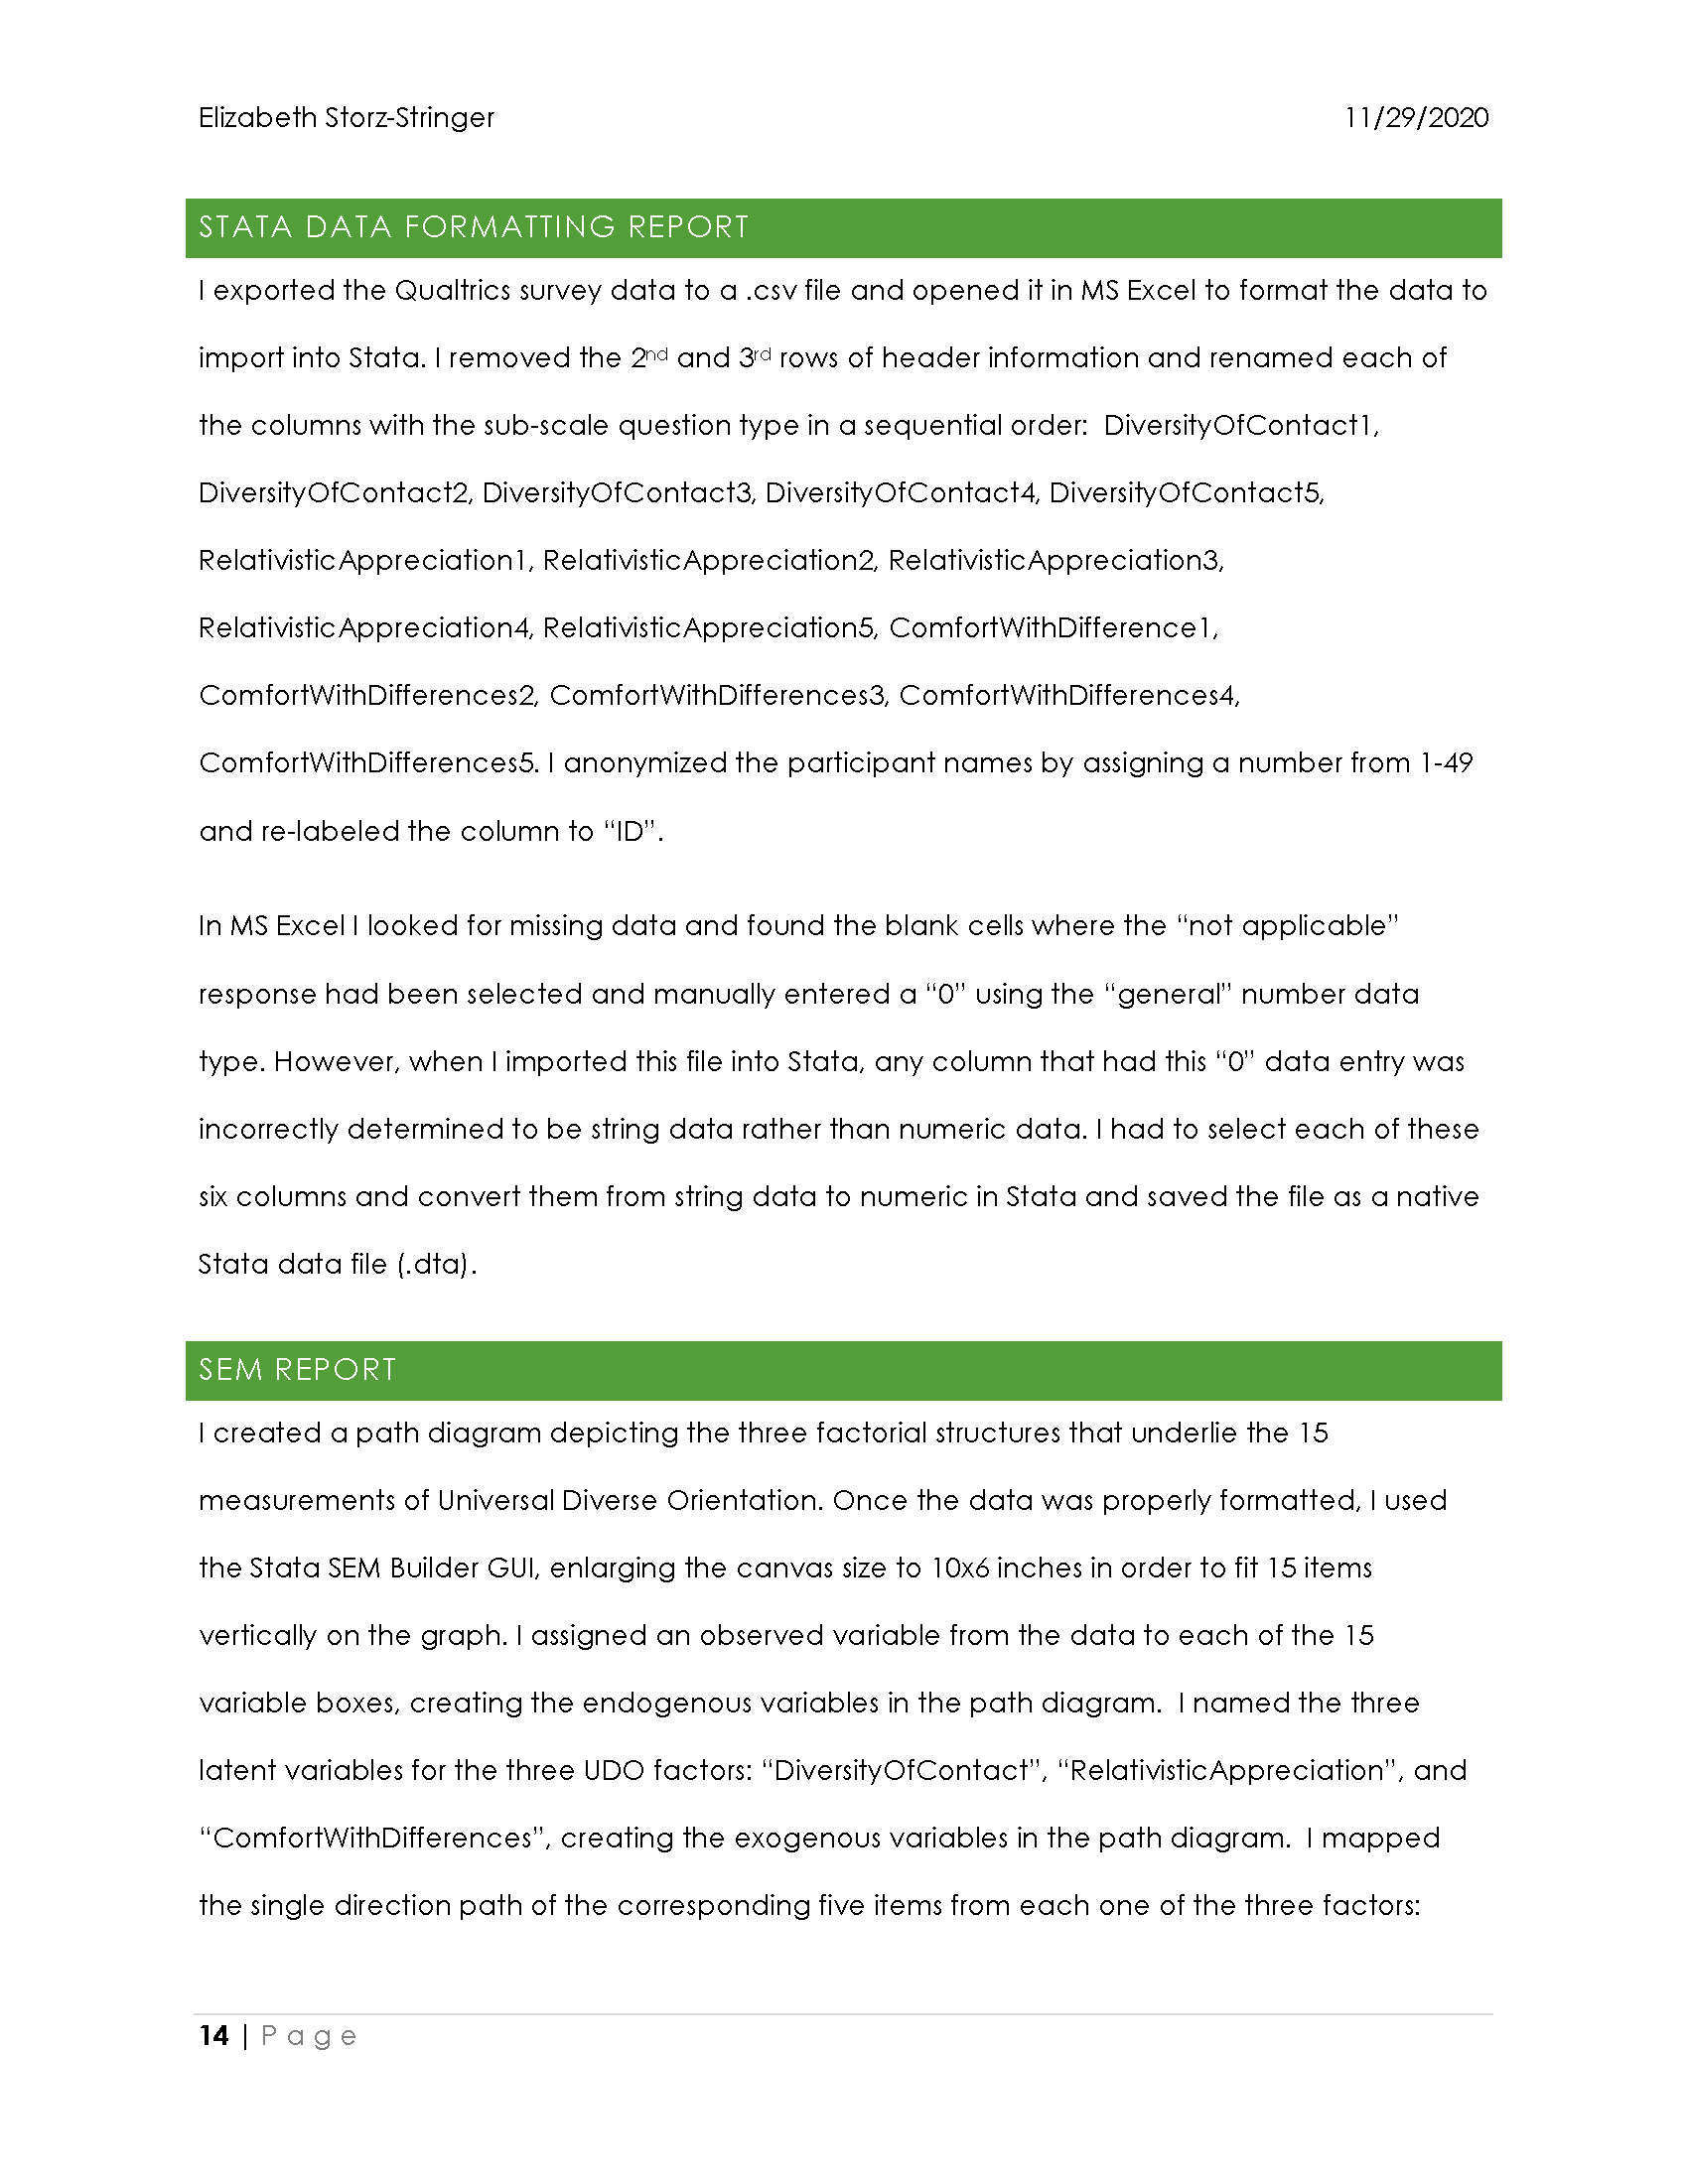 Elizabeth Storz-Stringer 11/29/2020
STATA DATA FORMATTING REPORT
I exported the Qualtrics survey data to a .csv file and opened it in MS Excel to format the data to
import into Stata. I removed the 2nd and 3rd rows of header information and renamed each of
the columns with the sub-scale question type in a sequential order:  DiversityOfContact1,
DiversityOfContact2, DiversityOfContact3, DiversityOfContact4, DiversityOfContact5,
RelativisticAppreciation1, RelativisticAppreciation2, RelativisticAppreciation3,
RelativisticAppreciation4, RelativisticAppreciation5, ComfortWithDifference1,
ComfortWithDifferences2, ComfortWithDifferences3, ComfortWithDifferences4,
ComfortWithDifferences5. I anonymized the participant names by assigning a number from 1-49
and re-labeled the column to “ID”.
In MS Excel I looked for missing data and found the blank cells where the “not applicable”
response had been selected and manually entered a “0” using the “general” number data
type. However, when I imported this file into Stata, any column that had this “0” data entry was
incorrectly determined to be string data rather than numeric data. I had to select each of these
six columns and convert them from string data to numeric in Stata and saved the file as a native
Stata data file (.dta).
SEM REPORT
I created a path diagram depicting the three factorial structures that underlie the 15
measurements of Universal Diverse Orientation. Once the data was properly formatted, I used
the Stata SEM Builder GUI, enlarging the canvas size to 10x6 inches in order to fit 15 items
vertically on the graph. I assigned an observed variable from the data to each of the 15
variable boxes, creating the endogenous variables in the path diagram.  I named the three
latent variables for the three UDO factors: “DiversityOfContact”, “RelativisticAppreciation”, and
“ComfortWithDifferences”, creating the exogenous variables in the path diagram.  I mapped
the single direction path of the corresponding five items from each one of the three factors:
14 | P a g e